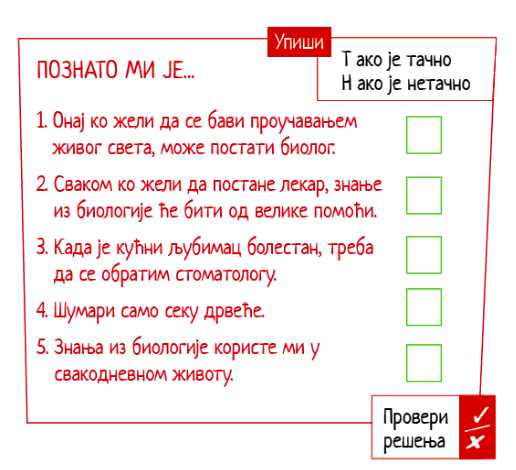 Упиши
Т ако је тачно
Н ако је нетачно
ПОЗНАТО МИ ЈЕ...
1. Онај ко жели да се бави проучавањем
живог света, може постати биолог.
2. Сваком ко жели да постане лекар, знање
из биологије ће бити од велике помоћи.
3. Када је кућни љубимац болестан, треба
да се обратим стоматологу.
4. Шумари само секу дрвеће.
5. Знања из биологије користе ми у
свакодневном животу.
Провери
решења